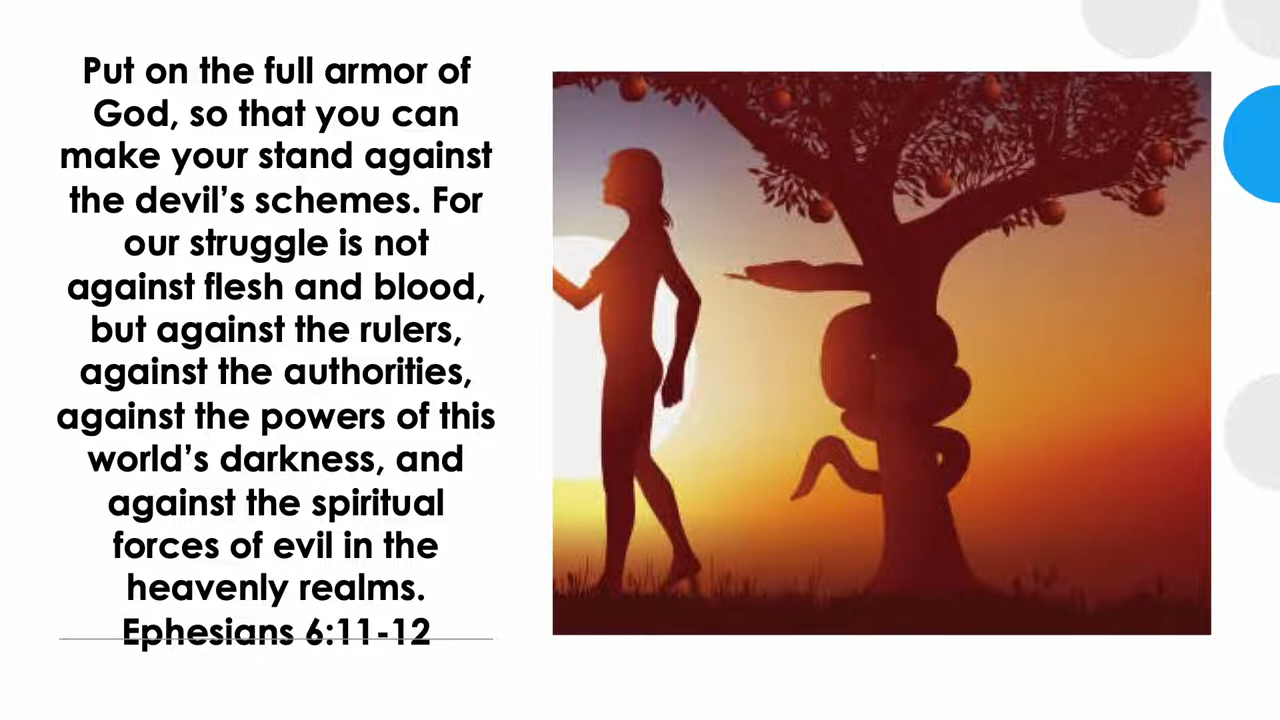 Put on the full armor of
God, so that you can
make your stand against
the devil’s schemes. For
our struggle is not
against flesh and blood,
but against the rulers,
against the authorities,
against the powers of this
world’s darkness, and
against the spiritual
forces of evil in the
heavenly realms.
Ephesians 6:11-12